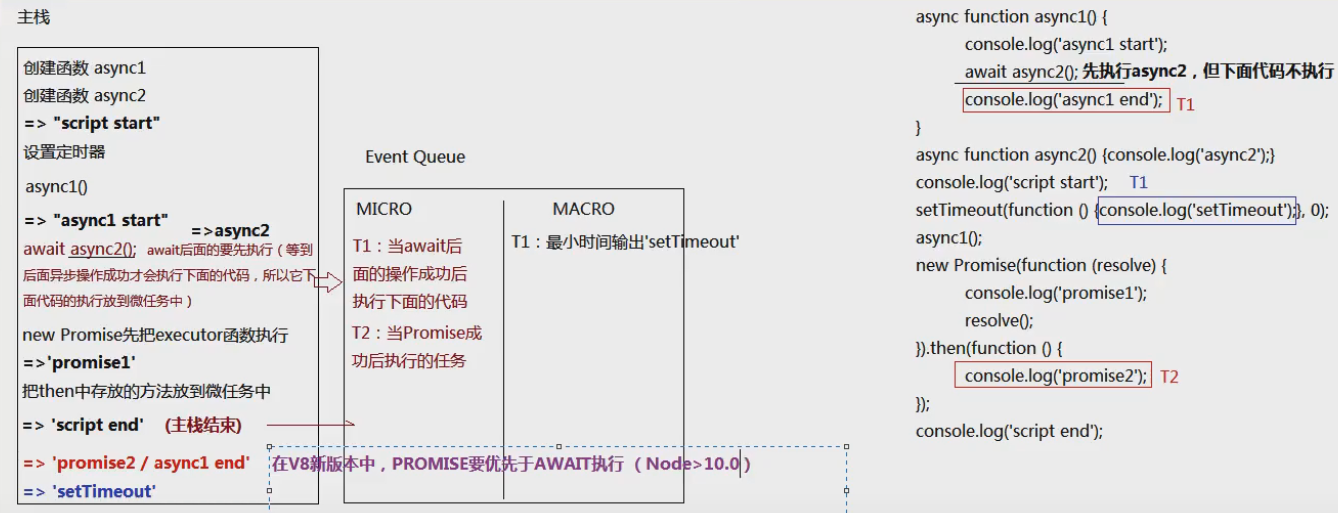 主栈
创建函数 async1
创建函数 async2
=> "script start"
设置定时器
async1()
=> "async1 start"
=>async2
await async2(); await后面的要先执行（等到
后面异步操作成功才会执行下面的代码，所以它下
面代码的执行放到微任务中）
new Promise先把executor函数执行
=>'promise1'
把then中存放的方法放到微任务中
=> 'script end' (主栈结束)
=> 'promise2 / async1 end' 在V8新版本中，PROMISE要优先于AWAIT执行 （Node>10.0）
=> 'setTimeout'
Event Queue
MICRO
T1：当await后
面的操作成功后
执行下面的代码
T2：当Promise成
功后执行的任务
MACRO
T1：最小时间输出'setTimeout'
async function async1() {
console.log('async1 start');
await async2(); 先执行async2，但下面代码不执行
console.log('async1 end'); T1
}
async function async2() {console.log('async2');}
console.log('script start'); T1
setTimeout(function () {console.log('setTimeout');}, 0);
async1();
new Promise(function (resolve) {
console.log('promise1');
resolve();
}).then(function () {
console.log('promise2'); T2
});
console.log('script end');